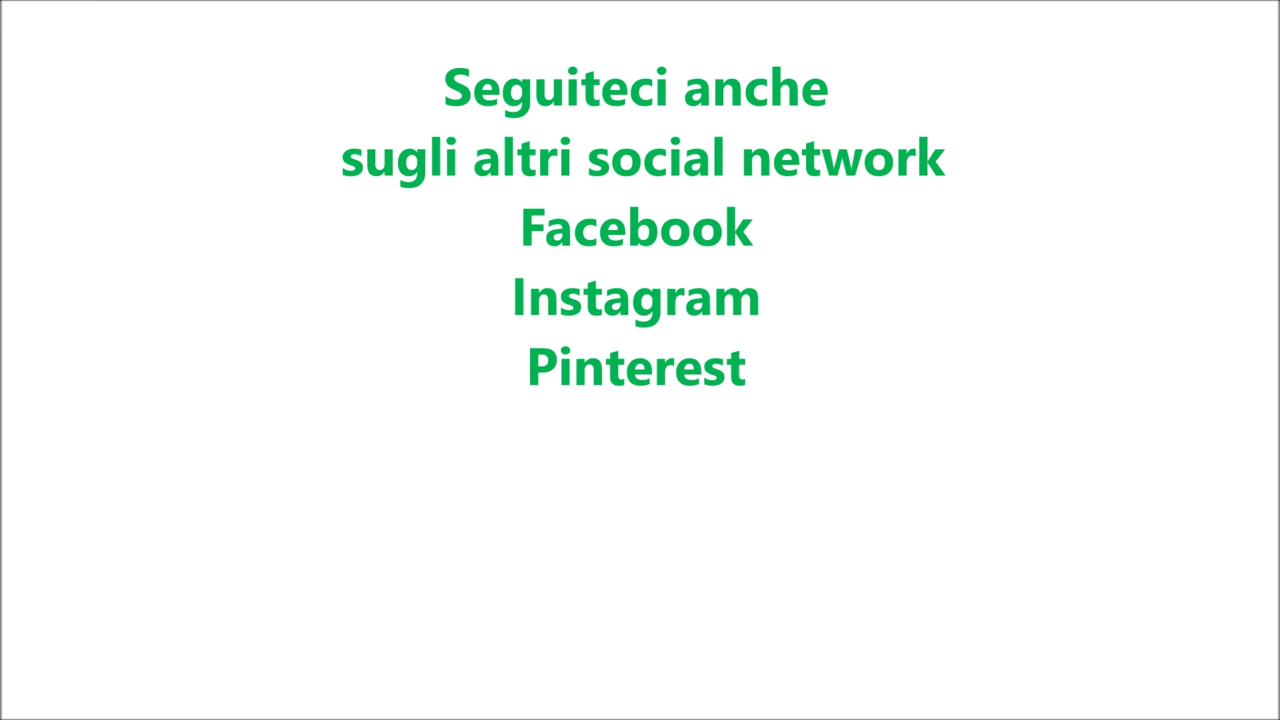 Seguiteci anche
sugli altri social network
Facebook
Instagram
Pinterest